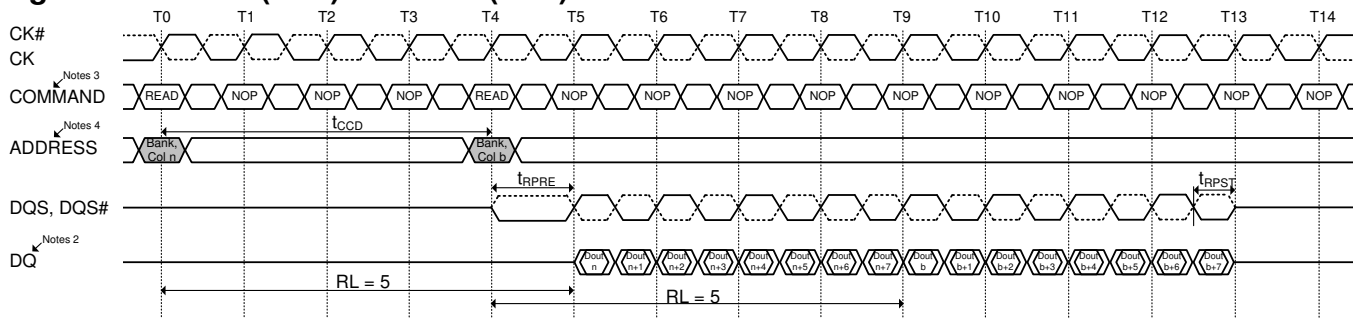 T0 T1 T2 T3 T4 T5 T6 T7 T8 T9 T10 T11 T12 T13 T14
CK#
CK
Notes 3
COMMAND READ NOP NOP NOP READ NOP NOP NOP NOP NOP NOP NOP NOP NOP NOP
Notes 4
tCCD
ADDRESS
Bank, Col n
Bank, Col b
tRPRE
tRPST
DQS, DQS#
Notes 2
DQ
Dout n
Dout n+1
Dout n+2
Dout n+3
Dout n+4
Dout n+5
Dout n+6
Dout n+7
Dout b
Dout b+1
Dout b+2
Dout b+3
Dout b+4
Dout b+5
Dout b+6
Dout b+7
RL = 5
RL = 5